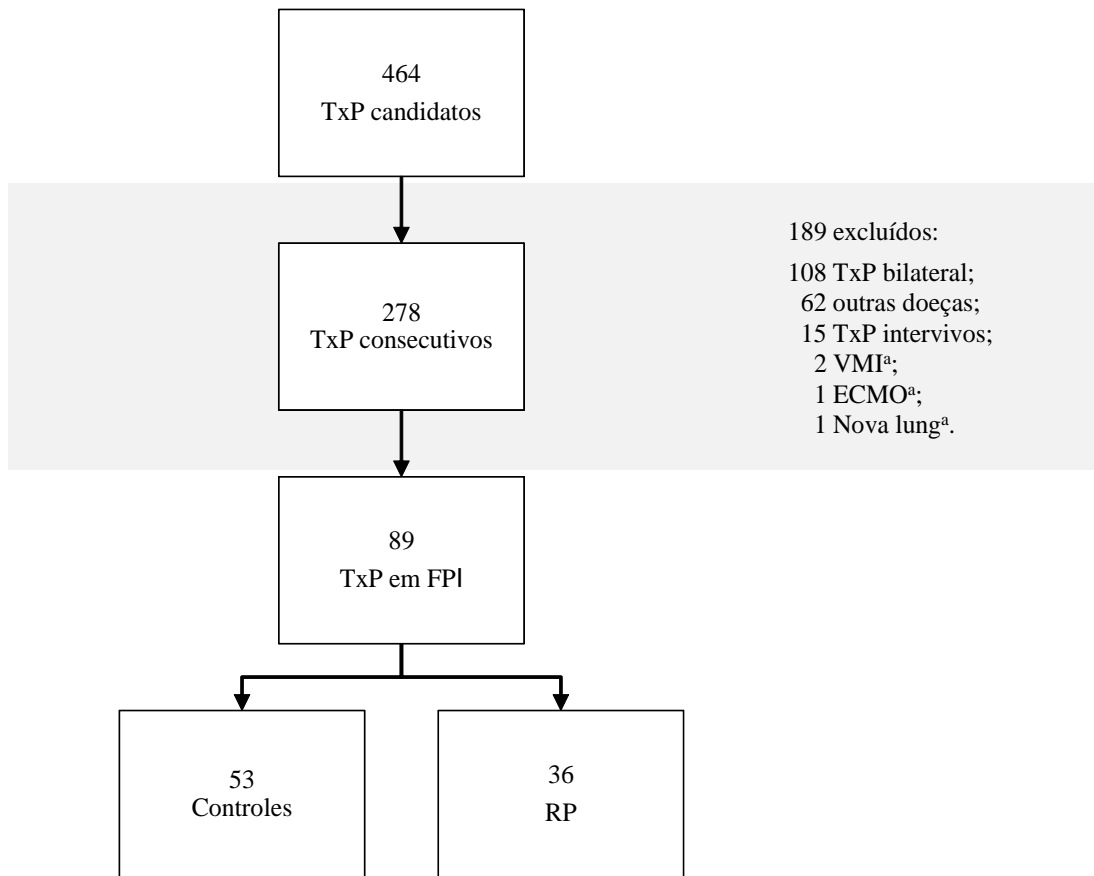 464
TxP candidatos
189 excluídos:
108 TxP bilateral;
62 outras doeças;
15 TxP intervivos;
2 VMIᵃ;
1 ECMOᵃ;
1 Nova lungᵃ.
278
TxP consecutivos
89
TxP em FPI
53
Controles
36
RP